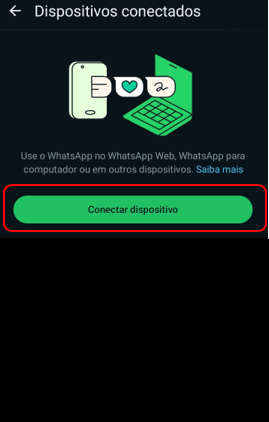 Dispositivos conectados
Use o WhatsApp no WhatsApp Web, WhatsApp para
computador ou em outros dispositivos. Saiba mais
Conectar dispositivo